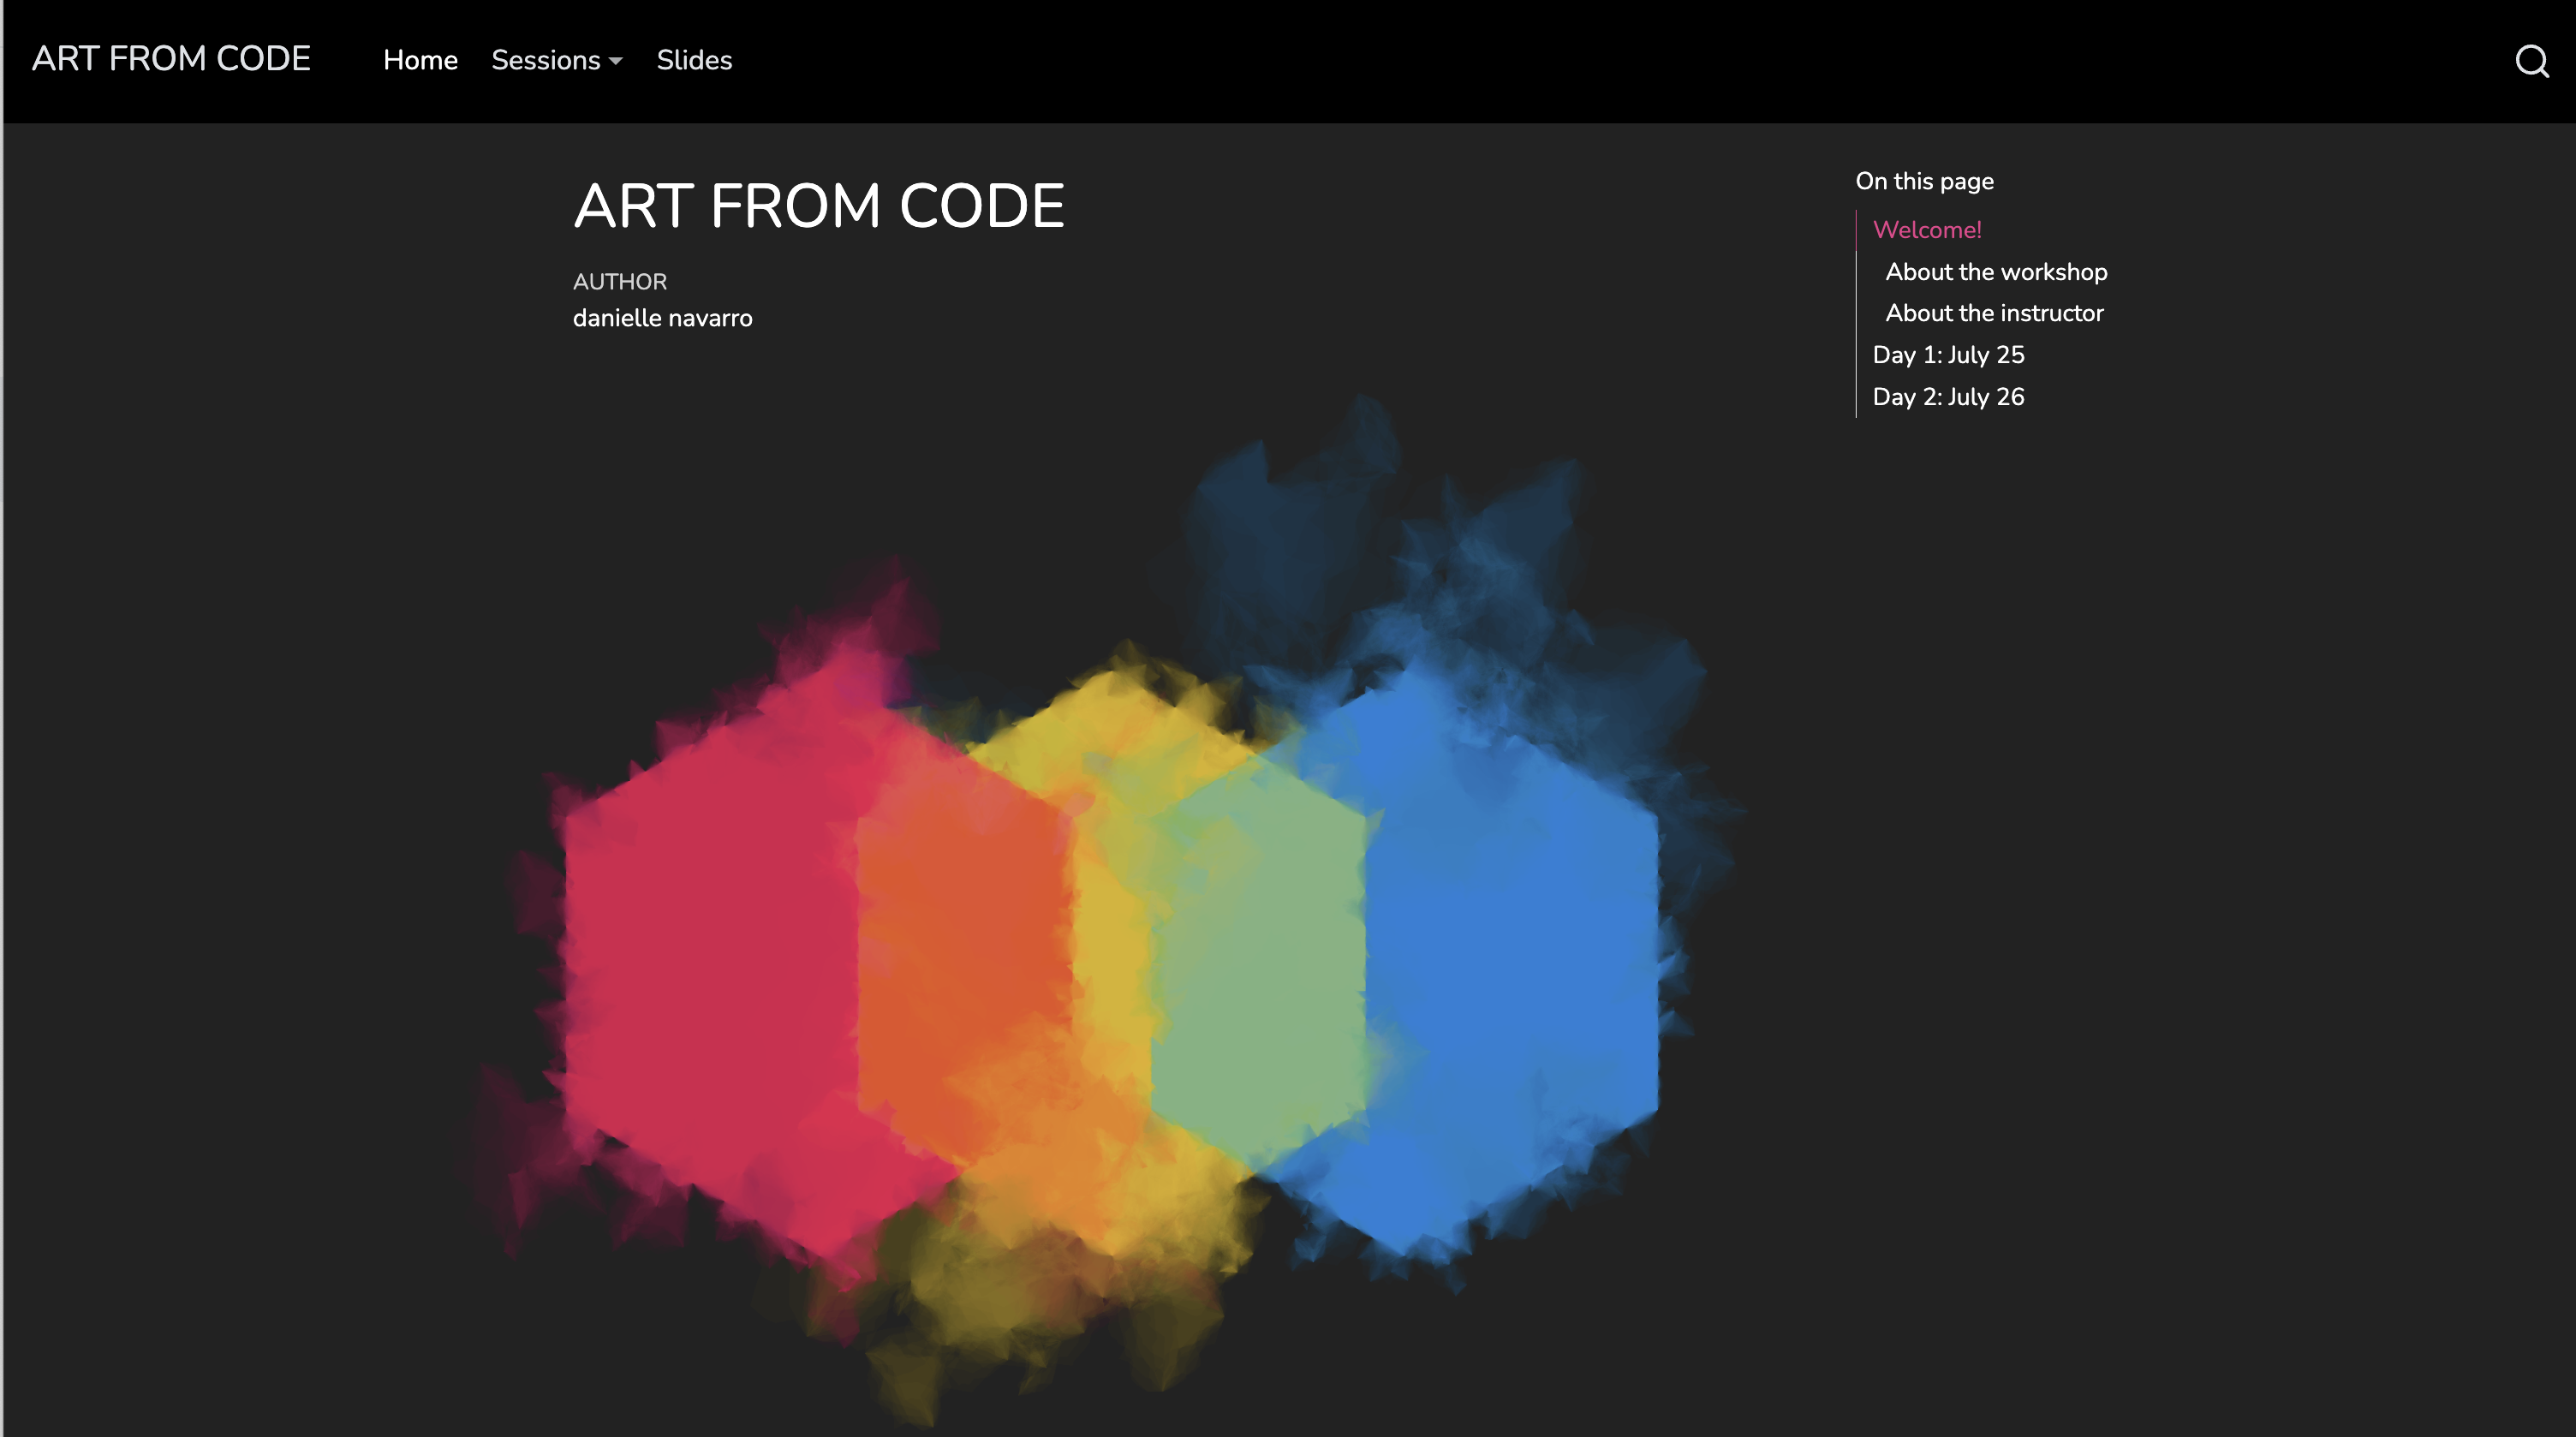 ART FROM CODE
Home Sessions Slides
ART FROM CODE
AUTHOR
danielle navarro
On this page
Welcome!
About the workshop
About the instructor
Day 1: July 25
Day 2: July 26